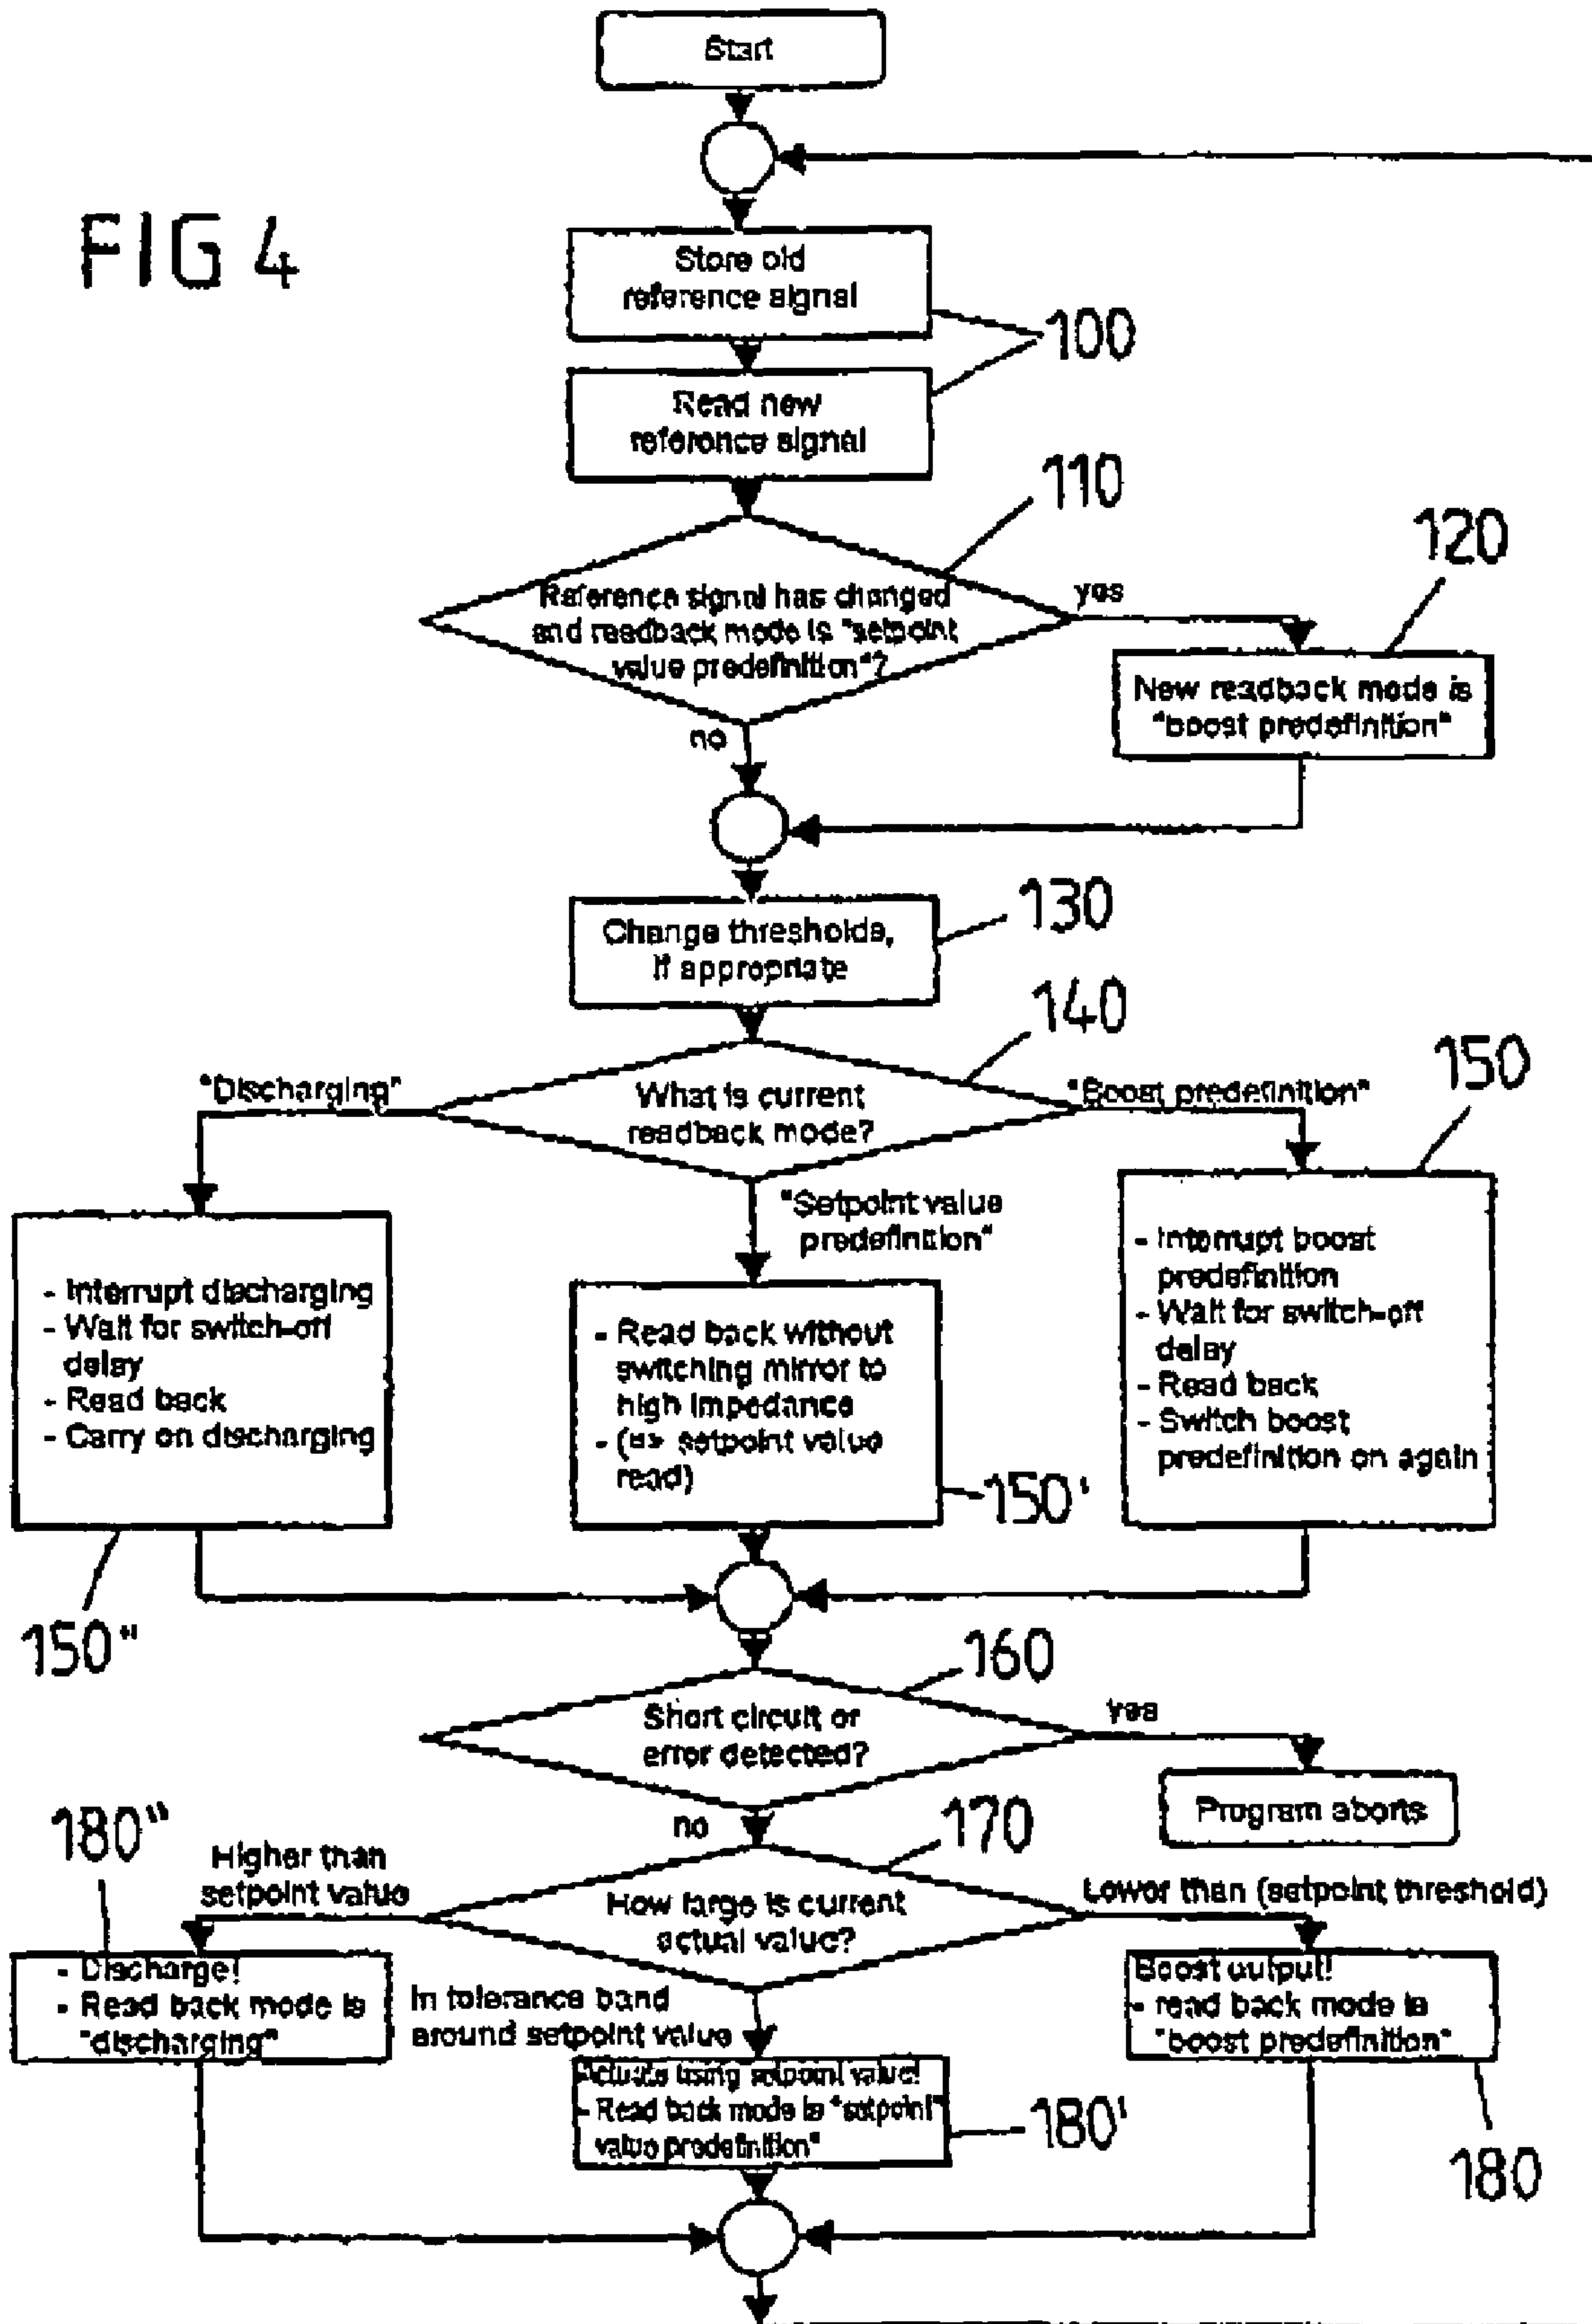 Start
FIG 4
Store old
reference signal
100
Read new
reference signal
110
120
Reference signal has changed
and readback mode is "setpoint
value predefinition"?
yes
New readback mode is
"boost predefinition"
no
130
Change thresholds,
if appropriate
140
150
"Discharging"
What is current
readback mode?
"Boost predefinition"
"Setpoint value
predefinition"
- Interrupt discharging
- Wait for switch-off
delay
- Read back
- Carry on discharging
- Read back without
switching mirror to
high impedance
- (=> setpoint value
read)
150'
- Interrupt boost
predefinition
- Wait for switch-off
delay
- Read back
- Switch boost
predefinition on again
150"
160
Short circuit or
error detected?
yes
Program aborts
no
170
180"
Higher than
setpoint value
How large is current
actual value?
Lower than (setpoint threshold)
- Discharge!
- Read back mode is
"discharging"
In tolerance band
around setpoint value
Actuate using setpoint value!
- Read back mode is "setpoint"
value predefinition"
180'
Boost output!
- read back mode is
"boost predefinition"
180